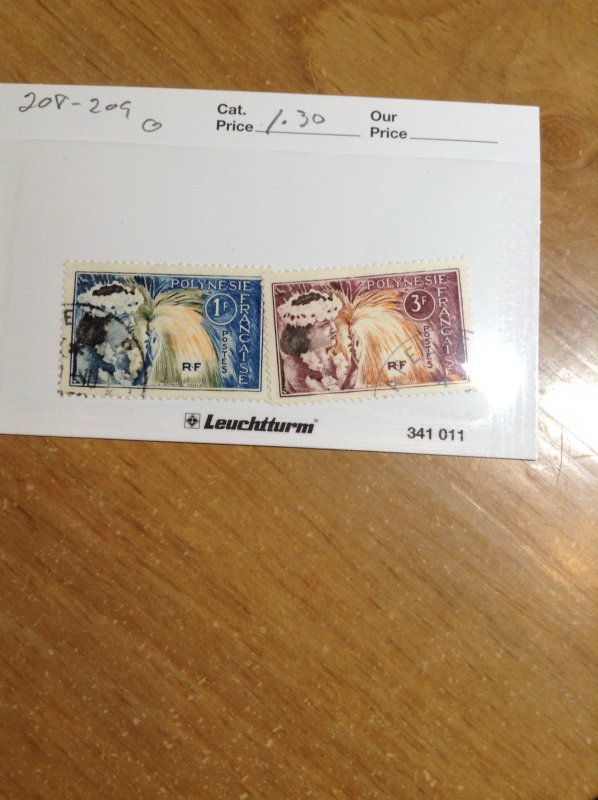 208-209
Cat. Price 1.30
Our Price
POLYNESIE FRANÇAISE
1F
POSTES
RF
POLYNESIE FRANÇAISE
3F
POSTES
RF
Leuchtturm
341 011